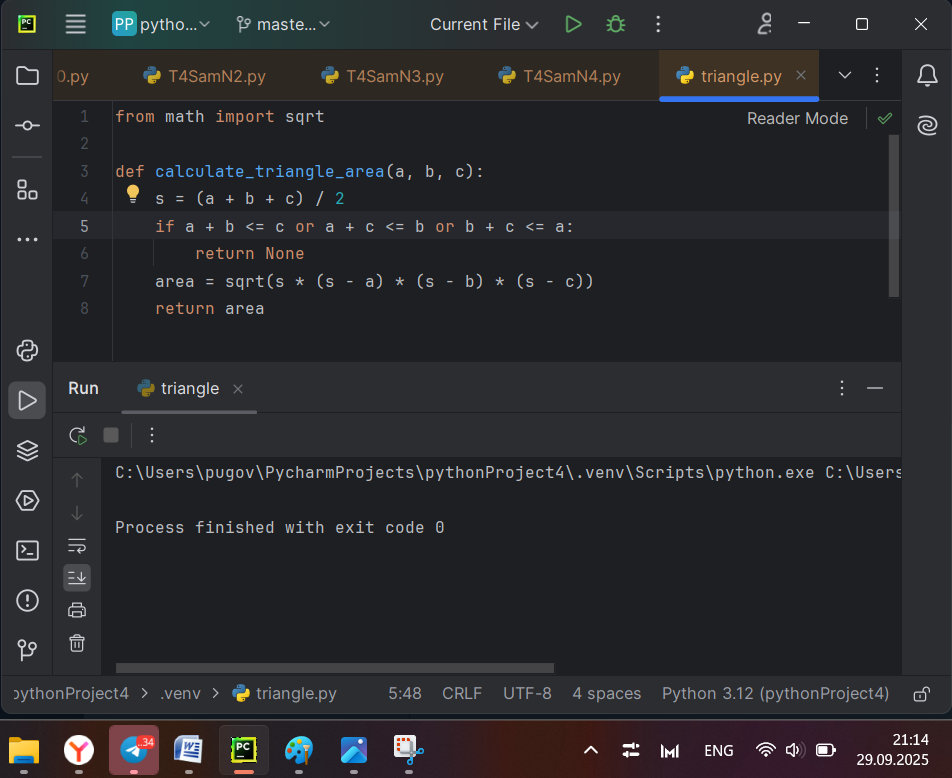 PC
PP pytho... maste... Current File
0.py T4SamN2.py T4SamN3.py T4SamN4.py triangle.py
Reader Mode
1 from math import sqrt
2
3 def calculate_triangle_area(a, b, c):
4 s = (a + b + c) / 2
5 if a + b <= c or a + c <= b or b + c <= a:
6 return None
7 area = sqrt(s * (s - a) * (s - b) * (s - c))
8 return area
Run triangle
C:\Users\pugov\PycharmProjects\pythonProject4\.venv\Scripts\python.exe C:\Users
Process finished with exit code 0
pythonProject4 > .venv > triangle.py 5:48 CRLF UTF-8 4 spaces Python 3.12 (pythonProject4)
..34 W PC ENG 21:14
29.09.2025